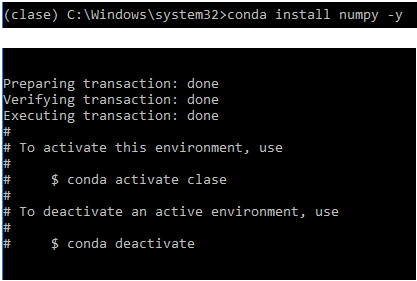 (clase) C:\Windows\system32>conda install numpy -y
Preparing transaction: done
Verifying transaction: done
Executing transaction: done
#
# To activate this environment, use
#
#     $ conda activate clase
#
# To deactivate an active environment, use
#
#     $ conda deactivate